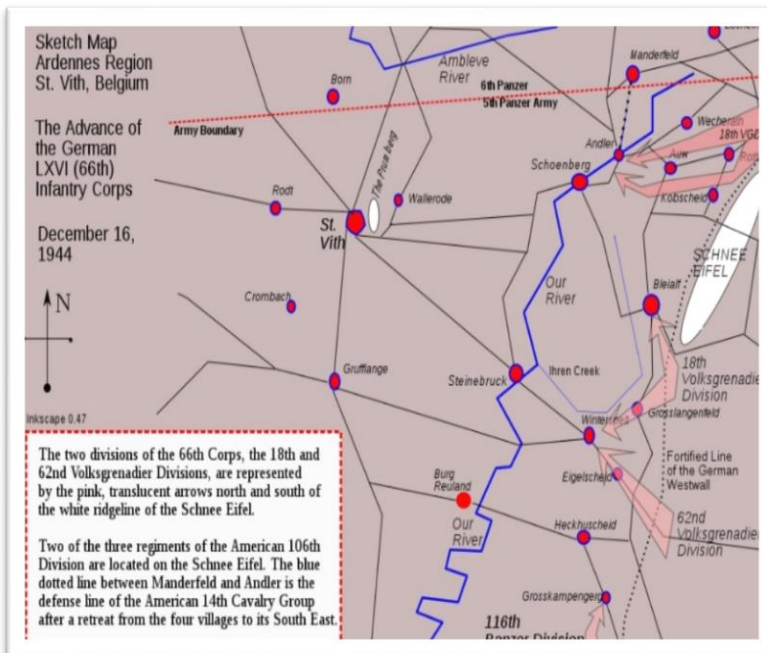 Sketch Map
Ardennes Region
St. Vith, Belgium
The Advance of
the German
LXVI (66th)
Infantry Corps
December 16,
1944
N
Inkscape 0.47
Born
Ambleve
River
Manderfeld
6th Panzer
5th Panzer Army
Army Boundary
Andler
Wecherath
18th VGD
Auw
Schoenberg
Kobscheid
Rodt
The Prumerberg
Wallerode
St.
Vith
SCHNEE
EIFEL
Our
River
Bleialf
Crombach
Grufflange
Steinebruck
Ihren Creek
18th
Volksgrenadie
Division
Grosslangenfeld
Eigelscheid
Fortified Line
of the German
Westwall
Burg
Reuland
Our
River
Heckhuscheid
62nd
Volksgrenadie
Division
Grosskampengerg
116th
Panzer Division
The two divisions of the 66th Corps, the 18th and
62nd Volksgrenadier Divisions, are represented
by the pink, translucent arrows north and south of
the white ridgeline of the Schnee Eifel.
Two of the three regiments of the American 106th
Division are located on the Schnee Eifel. The blue
dotted line between Manderfeld and Andler is the
defense line of the American 14th Cavalry Group
after a retreat from the four villages to its South East.